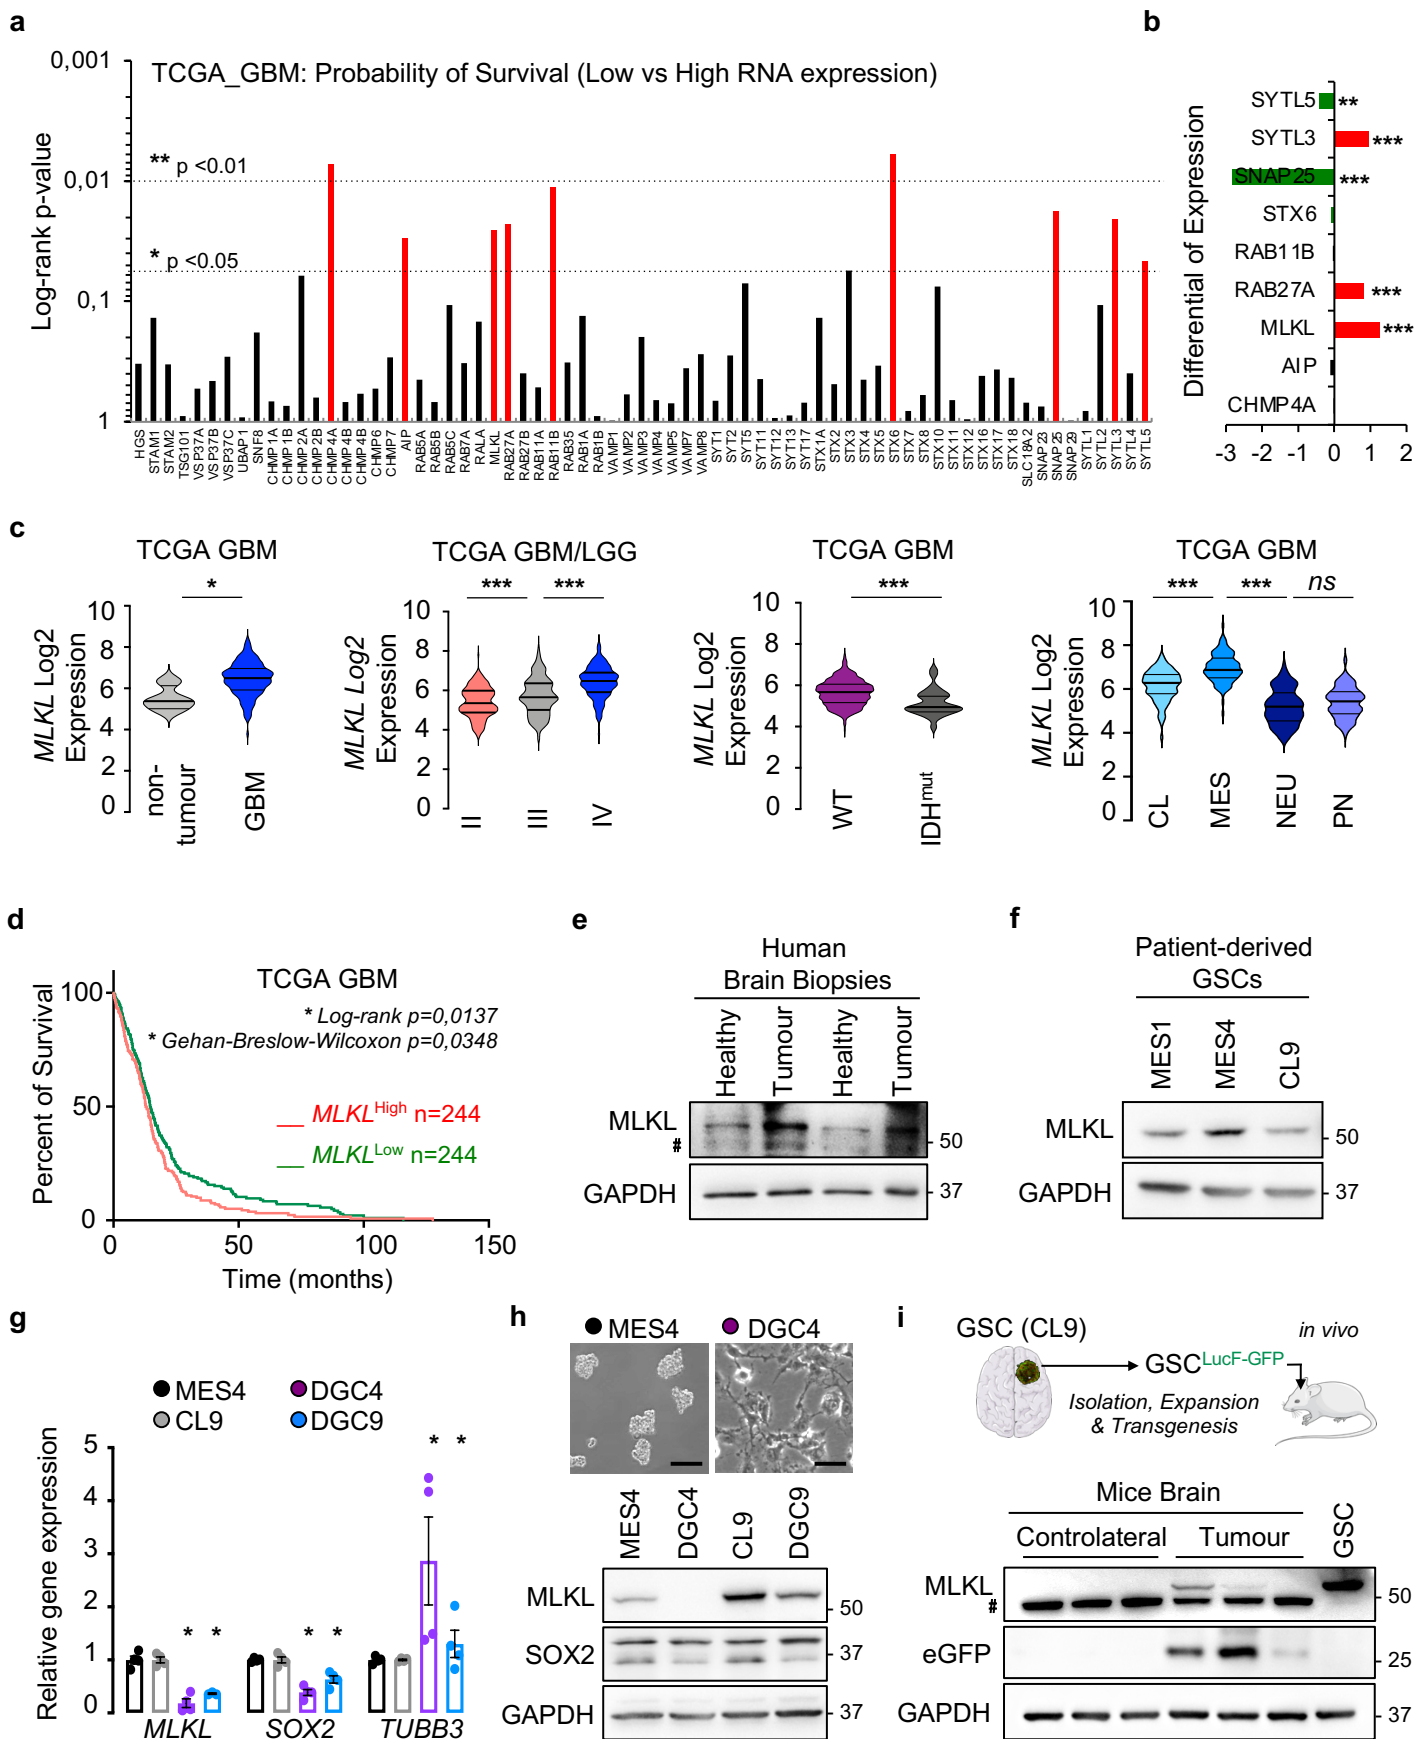 a
TCGA_GBM: Probability of Survival (Low vs High RNA expression)
Log-rank p-value
0,001
0,01
0,1
1
** p <0.01
* p <0.05
HGS
STAM1
STAM2
TSG101
VSP37A
VSP37B
VSP37C
UBAP1
SNF8
CHMP1A
CHMP1B
CHMP2A
CHMP2B
CHMP4A
CHMP4B
CHMP4B
CHMP6
CHMP7
AIP
RAB5A
RAB5B
RAB5C
RAB7A
RALA
MLKL
RAB27A
RAB27B
RAB11A
RAB11B
RAB35
RAB1A
RAB1B
VAMP1
VAMP2
VAMP3
VAMP4
VAMP5
VAMP7
VAMP8
SYT1
SYT2
SYT5
SYT11
SYT12
SYT13
SYT17
STX1A
STX2
STX3
STX4
STX5
STX6
STX7
STX8
STX10
STX11
STX12
STX16
STX17
STX18
SLC18A2
SNAP23
SNAP25
SNAP29
SYTL1
SYTL2
SYTL3
SYTL4
SYTL5
b
Differential of Expression
SYTL5 **
SYTL3 ***
SNAP25 ***
STX6
RAB11B
RAB27A ***
MLKL ***
AIP
CHMP4A
-3 -2 -1 0 1 2
c
TCGA GBM
*
MLKL Log2
Expression
10
8
6
4
2
0
non-
tumour
GBM
TCGA GBM/LGG
*** ***
MLKL Log2
Expression
10
8
6
4
2
0
II
III
IV
TCGA GBM
***
MLKL Log2
Expression
10
8
6
4
2
0
WT
IDHmut
TCGA GBM
*** *** ns
MLKL Log2
Expression
10
8
6
4
2
0
CL
MES
NEU
PN
d
TCGA GBM
* Log-rank p=0,0137
* Gehan-Breslow-Wilcoxon p=0,0348
MLKLHigh n=244
MLKLLow n=244
Percent of Survival
100
50
0
0 50 100 150
Time (months)
e
Human
Brain Biopsies
Healthy
Tumour
Healthy
Tumour
MLKL
#
50
GAPDH
37
f
Patient-derived
GSCs
MES1
MES4
CL9
MLKL
50
GAPDH
37
g
MES4 DGC4
CL9 DGC9
Relative gene expression
5
4
3
2
1
0
* *
* *
* *
MLKL SOX2 TUBB3
h
MES4 DGC4
MES4
DGC4
CL9
DGC9
MLKL
50
SOX2
37
GAPDH
37
i
GSC (CL9) in vivo
GSCLucF-GFP
Isolation, Expansion
& Transgenesis
Mice Brain
Controlateral Tumour
GSC
MLKL
#
50
eGFP
25
GAPDH
37